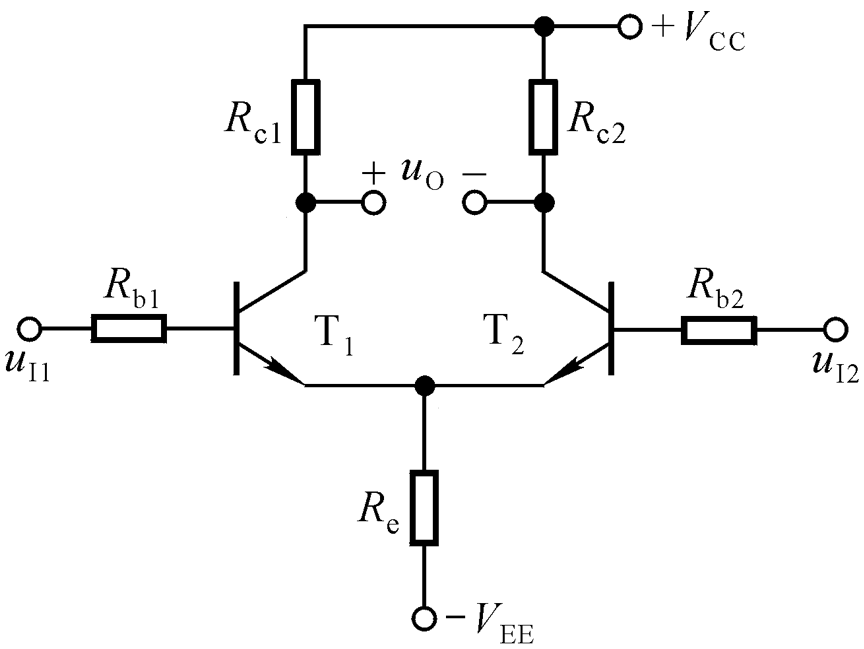 +V_CC
R_c1
R_c2
+ u_O −
R_b1
R_b2
T_1
T_2
u_I1
u_I2
R_e
−V_EE